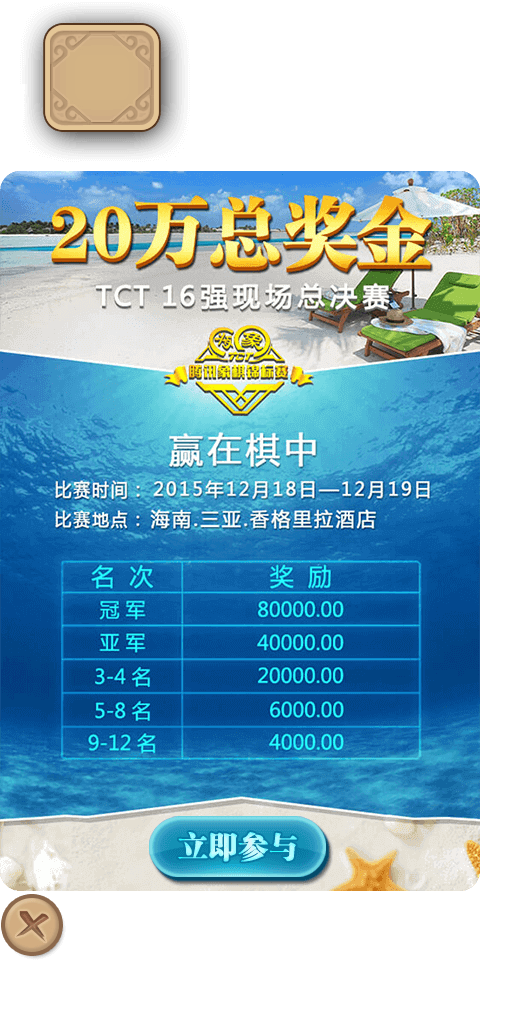 20万总奖金
TCT 16强现场总决赛
海 象
TCT
腾讯象棋锦标赛
赢在棋中
比赛时间：2015年12月18日—12月19日
比赛地点：海南.三亚.香格里拉酒店
名次 奖励
冠军 80000.00
亚军 40000.00
3-4名 20000.00
5-8名 6000.00
9-12名 4000.00
立即参与